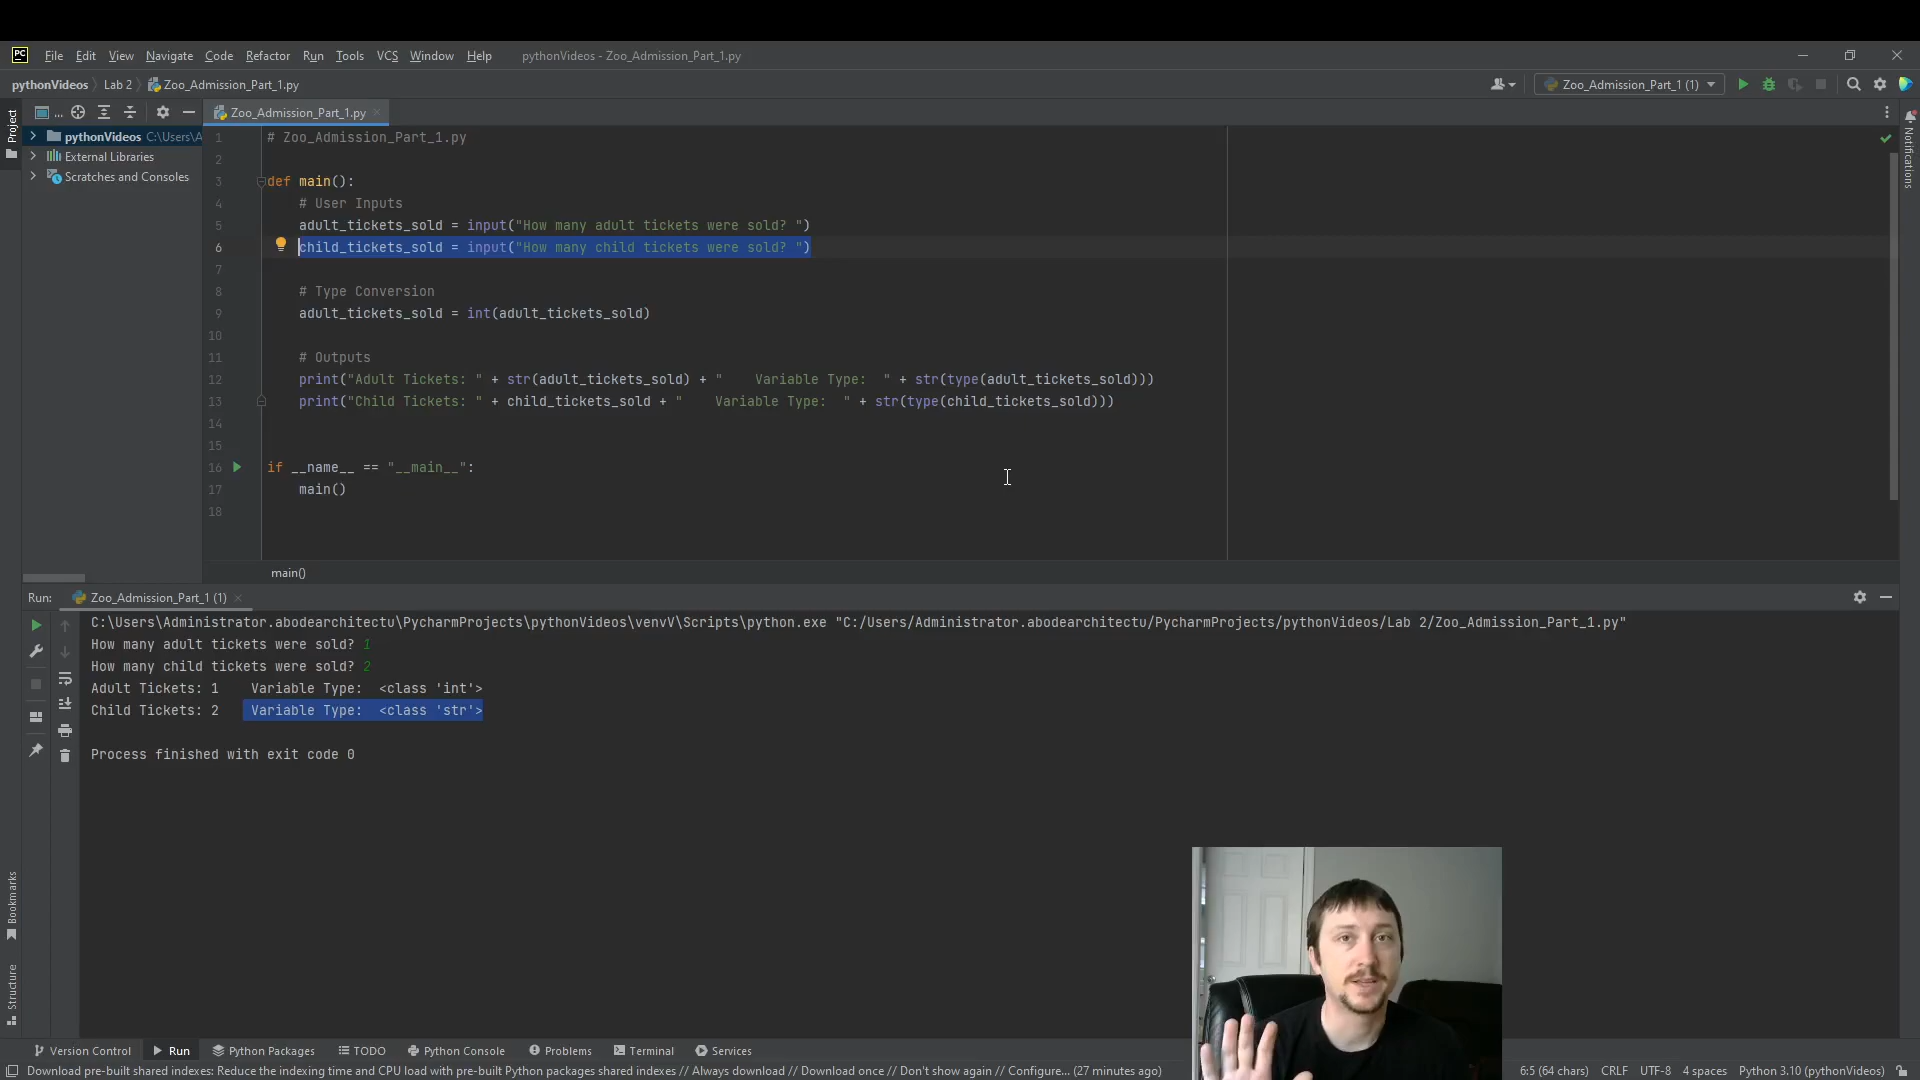 PC File Edit View Navigate Code Refactor Run Tools VCS Window Help pythonVideos - Zoo_Admission_Part_1.py
pythonVideos Lab 2 Zoo_Admission_Part_1.py Zoo_Admission_Part_1 (1)
Project
... Zoo_Admission_Part_1.py
pythonVideos C:\Users\A
External Libraries
Scratches and Consoles
Notifications
1 # Zoo_Admission_Part_1.py
2
3 def main():
4 # User Inputs
5 adult_tickets_sold = input("How many adult tickets were sold? ")
6 child_tickets_sold = input("How many child tickets were sold? ")
7
8 # Type Conversion
9 adult_tickets_sold = int(adult_tickets_sold)
10
11 # Outputs
12 print("Adult Tickets: " + str(adult_tickets_sold) + "    Variable Type:  " + str(type(adult_tickets_sold)))
13 print("Child Tickets: " + child_tickets_sold + "    Variable Type:  " + str(type(child_tickets_sold)))
14
15
16 if __name__ == "__main__":
17 main()
18
main()
Run: Zoo_Admission_Part_1 (1)
C:\Users\Administrator.abodearchitectu\PycharmProjects\pythonVideos\venvV\Scripts\python.exe "C:/Users/Administrator.abodearchitectu/PycharmProjects/pythonVideos/Lab 2/Zoo_Admission_Part_1.py"
How many adult tickets were sold? 1
How many child tickets were sold? 2
Adult Tickets: 1    Variable Type:  <class 'int'>
Child Tickets: 2    Variable Type:  <class 'str'>
Process finished with exit code 0
Bookmarks
Structure
Version Control Run Python Packages TODO Python Console Problems Terminal Services
Download pre-built shared indexes: Reduce the indexing time and CPU load with pre-built Python packages shared indexes // Always download // Download once // Don't show again // Configure... (27 minutes ago) 6:5 (64 chars) CRLF UTF-8 4 spaces Python 3.10 (pythonVideos)